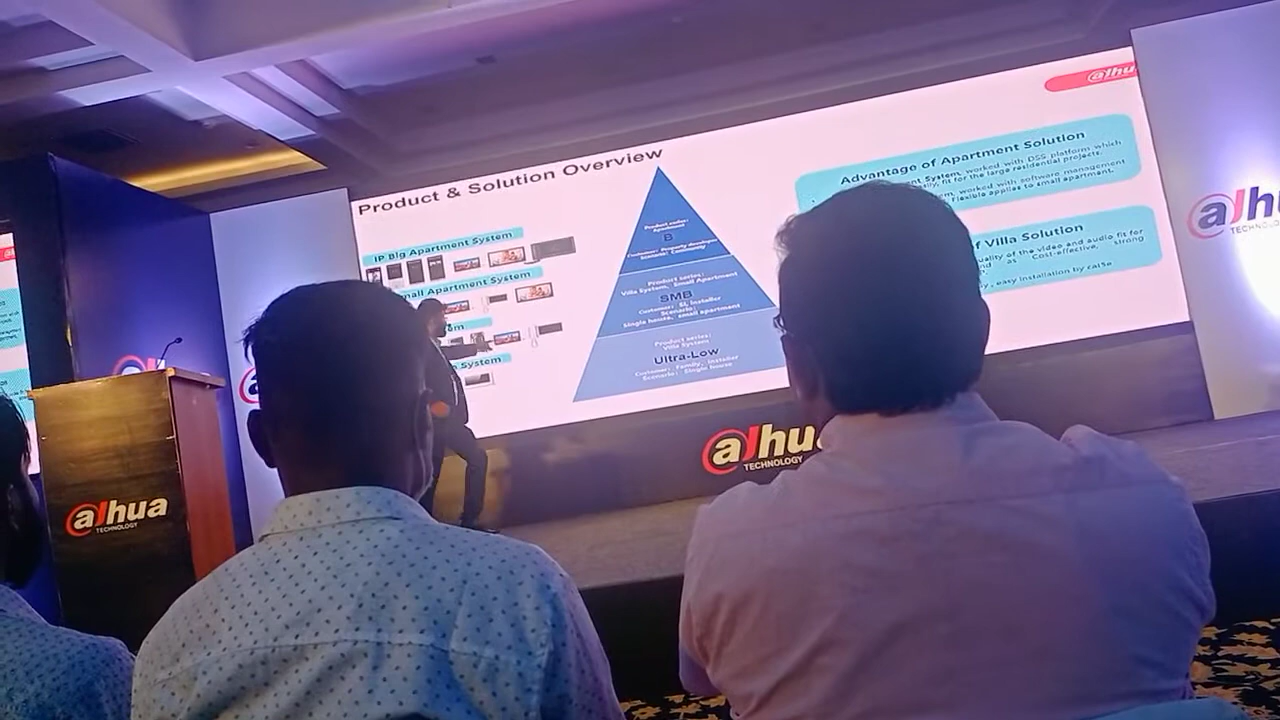 alhua
Product & Solution Overview
IP Big Apartment System
Small Apartment System
System
Product series:
Apartment
B
Customer: Property developer
Scenario: Community
Product series:
Villa System, Small Apartment
SMB
Customer: SI, Installer
Scenario:
Single house, small apartment
Product series:
Villa System
Ultra-Low
Customer: Family, Installer
Scenario: Single house
Advantage of Apartment Solution
System, worked with DSS platform which
fit for the large residential projects.
worked with software management
Flexible applies to small apartment.
of Villa Solution
quality of the video and audio fit for
as Cost-effective, strong
easy installation by cat5e
alhua
TECHNOLOGY
alhua
TECHNOLOGY